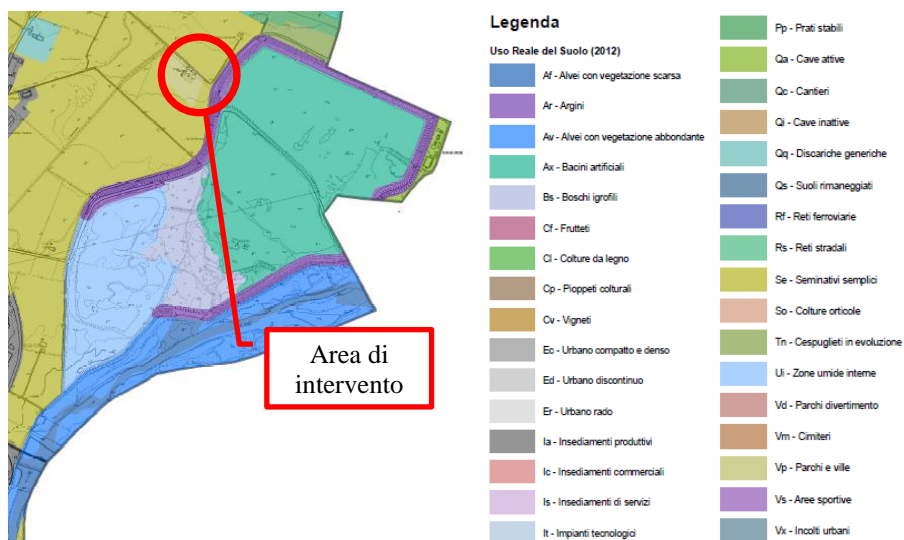 Legenda
Uso Reale del Suolo (2012)
Af - Alvei con vegetazione scarsa
Ar - Argini
Av - Alvei con vegetazione abbondante
Ax - Bacini artificiali
Bs - Boschi igrofili
Cf - Frutteti
Cl - Colture da legno
Cp - Pioppeti colturali
Cv - Vigneti
Ec - Urbano compatto e denso
Ed - Urbano discontinuo
Er - Urbano rado
Ia - Insediamenti produttivi
Ic - Insediamenti commerciali
Is - Insediamenti di servizi
It - Impianti tecnologici
Pp - Prati stabili
Qa - Cave attive
Qc - Cantieri
Qi - Cave inattive
Qq - Discariche generiche
Qs - Suoli rimaneggiati
Rf - Reti ferroviarie
Rs - Reti stradali
Se - Seminativi semplici
So - Colture orticole
Tn - Cespuglieti in evoluzione
Ui - Zone umide interne
Vd - Parchi divertimento
Vm - Cimiteri
Vp - Parchi e ville
Vs - Aree sportive
Vx - Incolti urbani
Area di
intervento